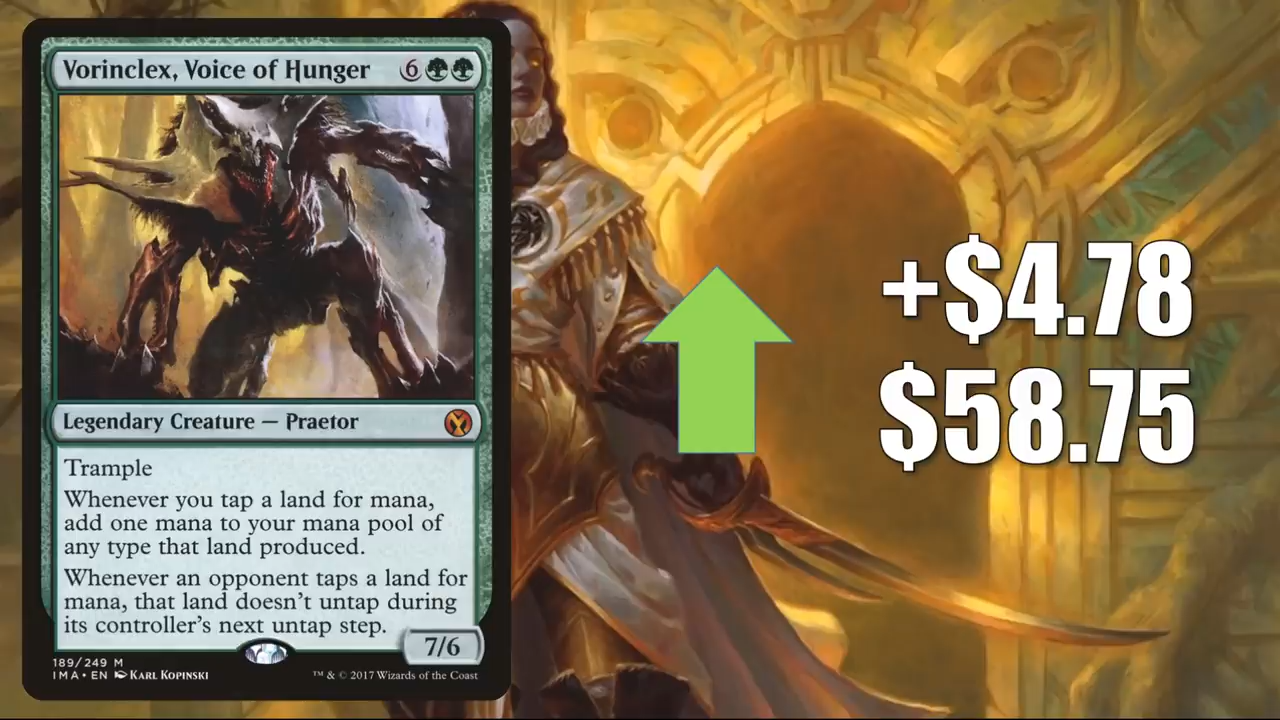 Vorinclex, Voice of Hunger 6
Legendary Creature — Praetor
Trample
Whenever you tap a land for mana,
add one mana to your mana pool of
any type that land produced.
Whenever an opponent taps a land for
mana, that land doesn't untap during
its controller's next untap step.
7/6
189/249 M
IMA • EN Karl Kopinski
™ & © 2017 Wizards of the Coast
+$4.78
$58.75